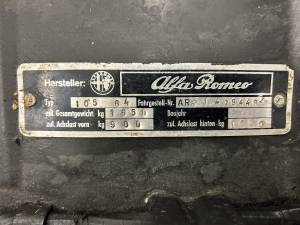 Hersteller: Alfa Romeo
Typ 105 64 Fahrgestell-Nr. AR
zul. Gesamtgewicht kg 1650 Baujahr
zul. Achslast vorn kg 900 zul. Achslast hinten kg